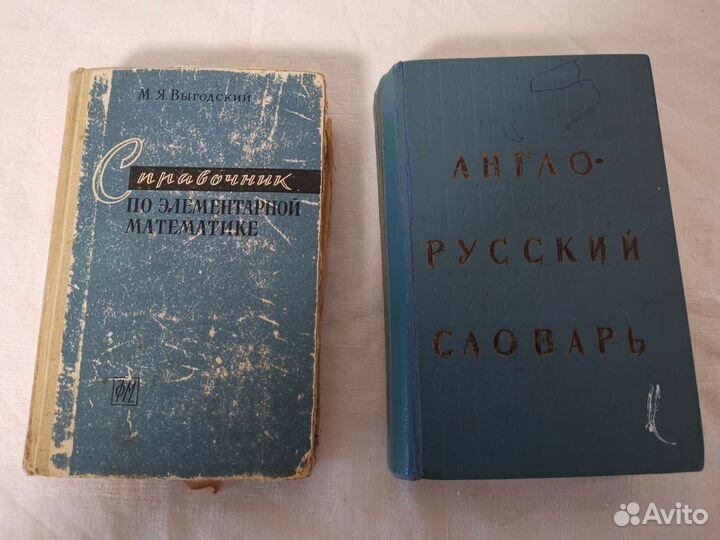 М. Я. Выгодский
Справочник
ПО ЭЛЕМЕНТАРНОЙ
МАТЕМАТИКЕ
ФМ
АНГЛО-
РУССКИЙ
СЛОВАРЬ
Avito